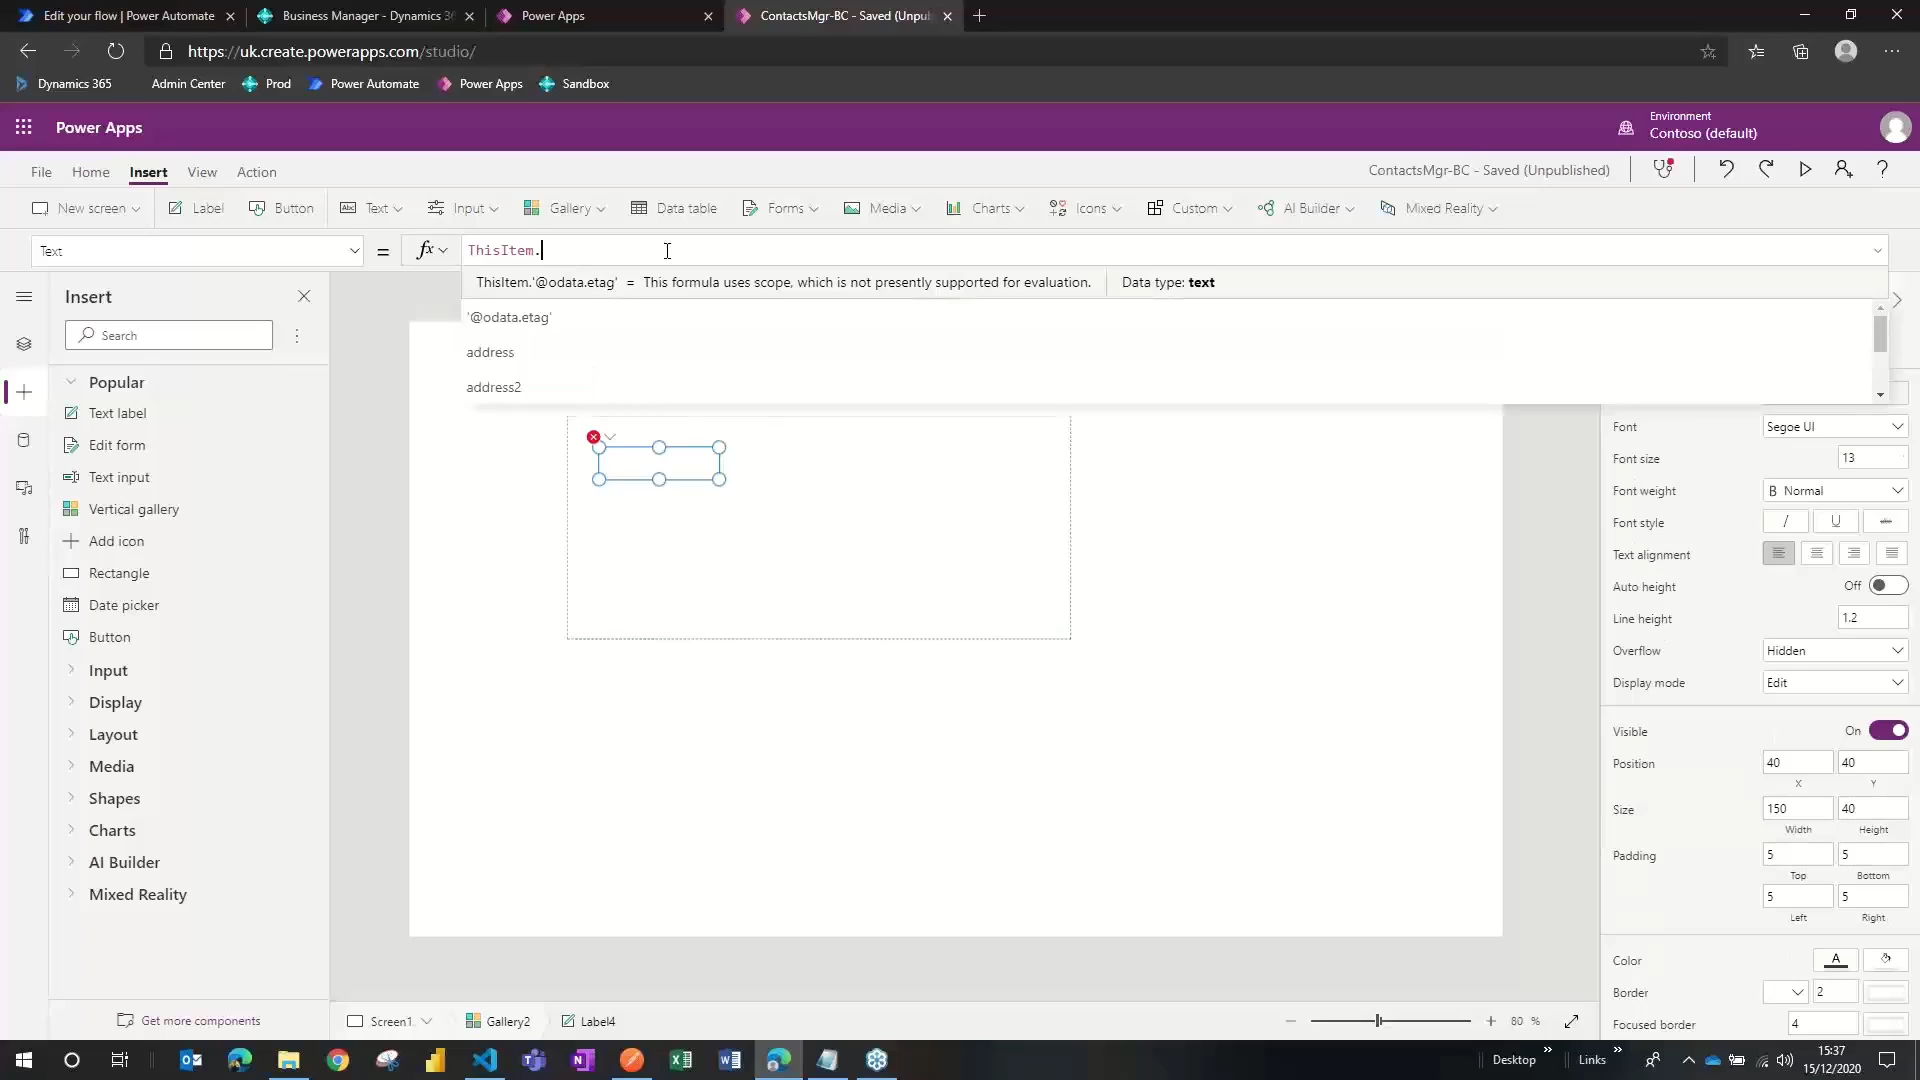 Edit your flow | Power Automate
Business Manager - Dynamics 36
Power Apps
ContactsMgr-BC - Saved (Unpu
https://uk.create.powerapps.com/studio/
Dynamics 365
Admin Center
Prod
Power Automate
Power Apps
Sandbox
Power Apps
Environment
Contoso (default)
File Home Insert View Action
ContactsMgr-BC - Saved (Unpublished)
New screen Label Button Text Input Gallery Data table Forms Media Charts Icons Custom AI Builder Mixed Reality
Text = fx ThisItem.
ThisItem.'@odata.etag' = This formula uses scope, which is not presently supported for evaluation. Data type: text
'@odata.etag'
address
address2
Insert
Search
Popular
Text label
Edit form
Text input
Vertical gallery
Add icon
Rectangle
Date picker
Button
Input
Display
Layout
Media
Shapes
Charts
AI Builder
Mixed Reality
Get more components
Font Segoe UI
Font size 13
Font weight B Normal
Font style / U
Text alignment
Auto height Off
Line height 1.2
Overflow Hidden
Display mode Edit
Visible On
Position 40 40
X Y
Size 150 40
Width Height
Padding 5 5
Top Bottom
5 5
Left Right
Color A
Border 2
Focused border 4
Screen1 Gallery2 Label4
80 %
Desktop
Links
15:37
15/12/2020